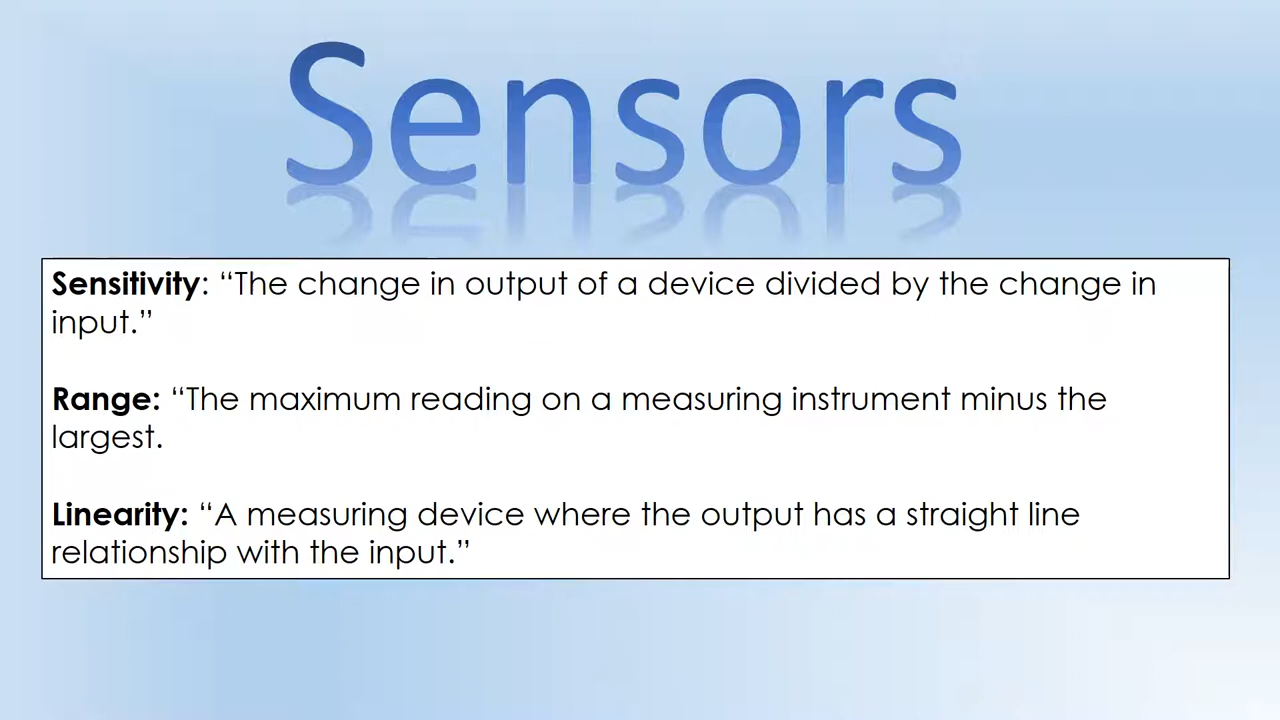 Sensors
Sensitivity: “The change in output of a device divided by the change in
input.”
Range: “The maximum reading on a measuring instrument minus the
largest.
Linearity: “A measuring device where the output has a straight line
relationship with the input.”